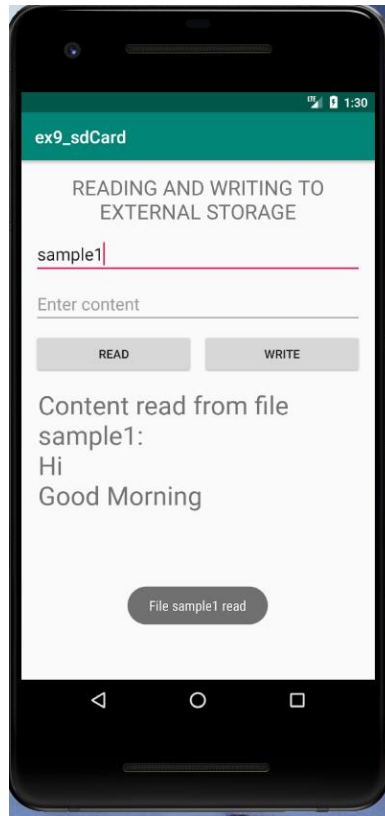 LTE 1:30
ex9_sdCard
READING AND WRITING TO
EXTERNAL STORAGE
sample1
Enter content
READ WRITE
Content read from file
sample1:
Hi
Good Morning
File sample1 read